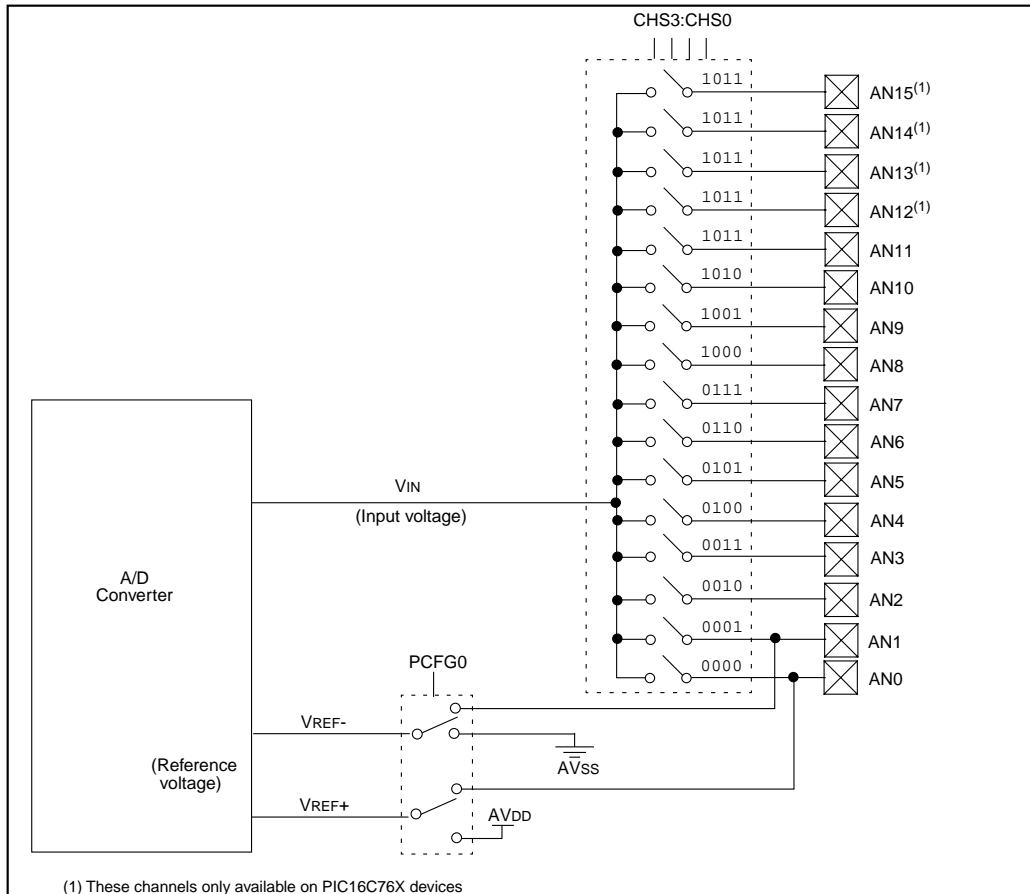 CHS3:CHS0
1011 AN15(1)
1011 AN14(1)
1011 AN13(1)
1011 AN12(1)
1011 AN11
1010 AN10
1001 AN9
1000 AN8
0111 AN7
0110 AN6
0101 AN5
VIN
(Input voltage)
0100 AN4
0011 AN3
A/D
Converter
0010 AN2
0001 AN1
PCFG0
0000 AN0
VREF-
(Reference
voltage)
AVSS
VREF+
AVDD
(1) These channels only available on PIC16C76X devices